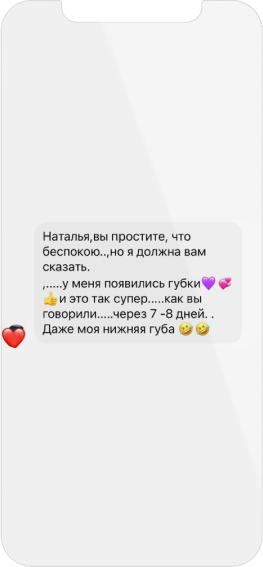 Наталья,вы простите, что
беспокою..,но я должна вам
сказать.
,.....у меня появились губки💜💞
👍и это так супер.....как вы
говорили.....через 7 -8 дней. .
Даже моя нижняя губа 🤣🤣